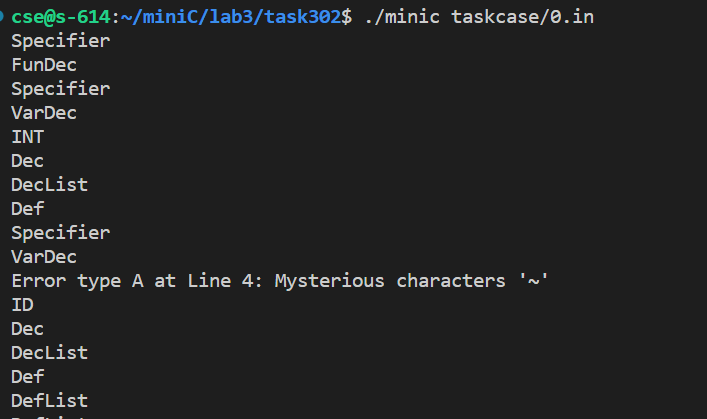 cse@s-614:~/miniC/lab3/task302$ ./minic taskcase/0.in
Specifier
FunDec
Specifier
VarDec
INT
Dec
DecList
Def
Specifier
VarDec
Error type A at Line 4: Mysterious characters '~'
ID
Dec
DecList
Def
DefList